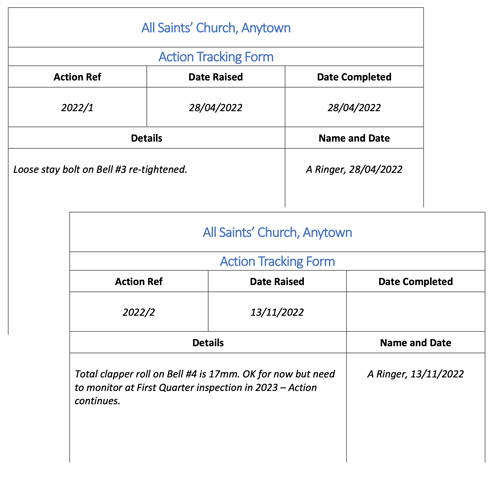 All Saints’ Church, Anytown
Action Tracking Form
Action Ref Date Raised Date Completed
2022/1 28/04/2022 28/04/2022
Details Name and Date
Loose stay bolt on Bell #3 re-tightened. A Ringer, 28/04/2022
All Saints’ Church, Anytown
Action Tracking Form
Action Ref Date Raised Date Completed
2022/2 13/11/2022
Details Name and Date
Total clapper roll on Bell #4 is 17mm. OK for now but need A Ringer, 13/11/2022
to monitor at First Quarter inspection in 2023 – Action
continues.